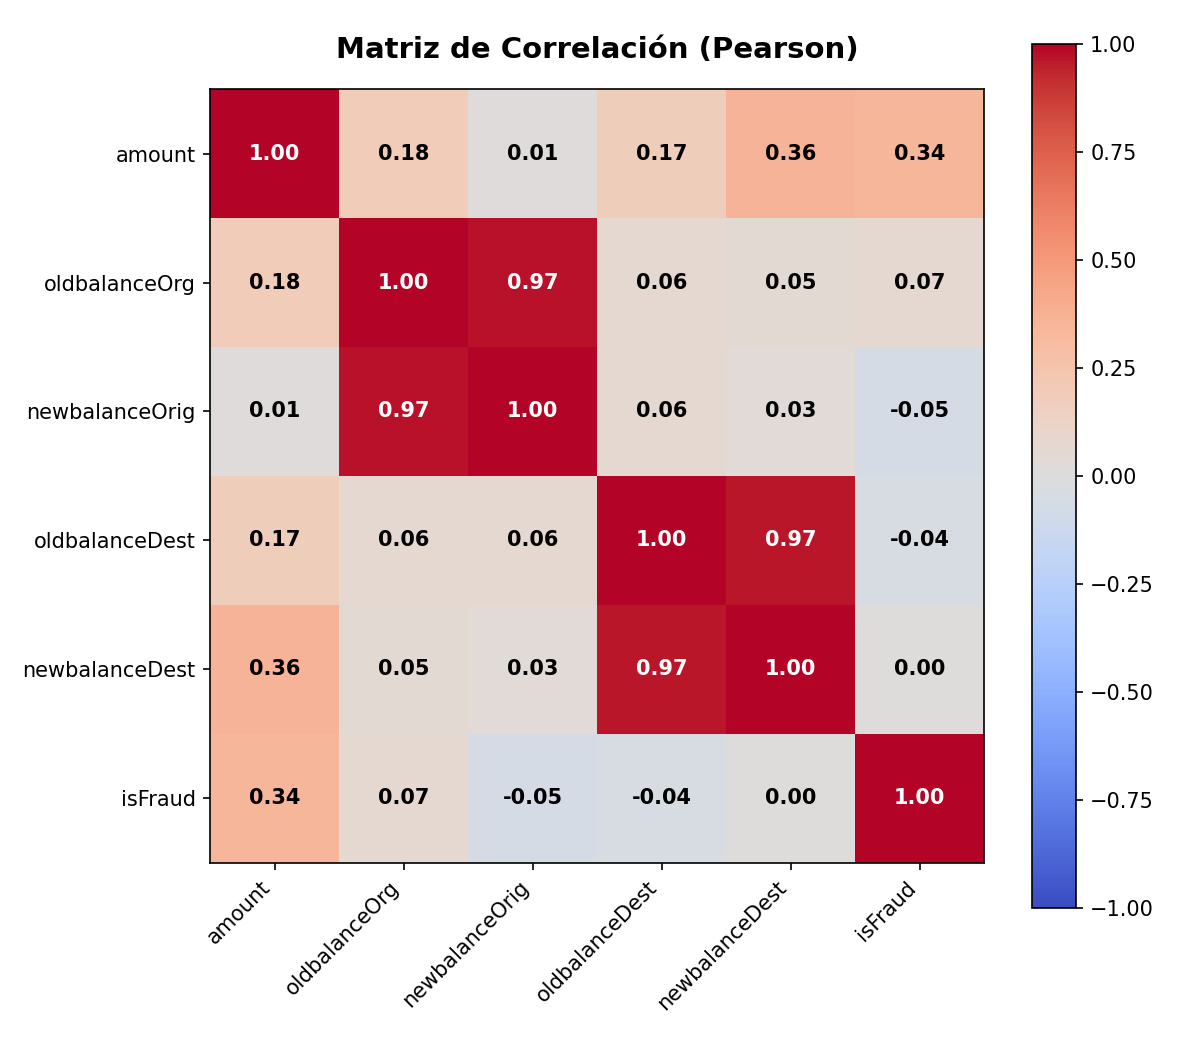 Matriz de Correlación (Pearson)
amount 1.00 0.18 0.01 0.17 0.36 0.34
oldbalanceOrg 0.18 1.00 0.97 0.06 0.05 0.07
newbalanceOrig 0.01 0.97 1.00 0.06 0.03 -0.05
oldbalanceDest 0.17 0.06 0.06 1.00 0.97 -0.04
newbalanceDest 0.36 0.05 0.03 0.97 1.00 0.00
isFraud 0.34 0.07 -0.05 -0.04 0.00 1.00
amount oldbalanceOrg newbalanceOrig oldbalanceDest newbalanceDest isFraud
1.00
0.75
0.50
0.25
0.00
−0.25
−0.50
−0.75
−1.00